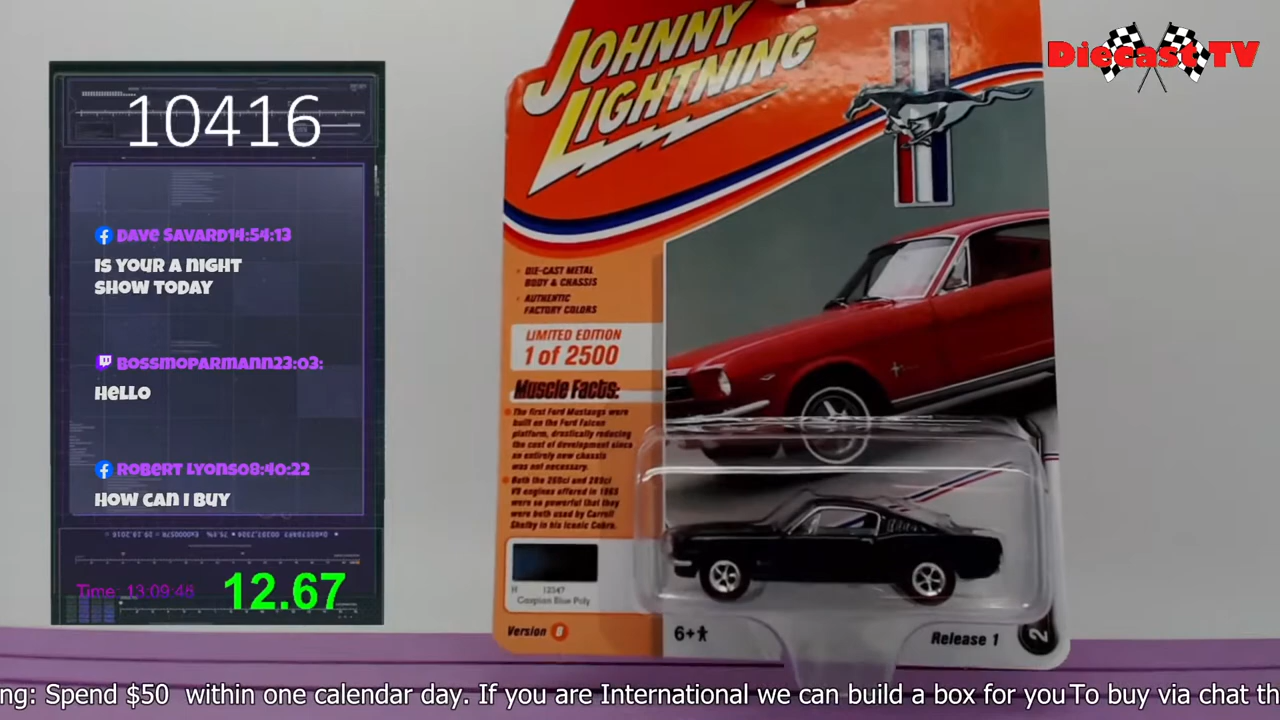 10416
Dave Savard14:54:13
IS YOUR A NIGHT
SHOW TODAY
BOSSMOPARMANN23:03:
HELLO
ROBERT LYONS08:40:22
HOW CAN I BUY
Time: 13:09:48
12.67
JOHNNY
LIGHTNING
DIE-CAST METAL
BODY & CHASSIS
AUTHENTIC
FACTORY COLORS
LIMITED EDITION
1 of 2500
Muscle Facts:
The first Ford Mustangs were
built on the Ford Falcon
platform, drastically reducing
the cost of development since
an entirely new chassis
was not necessary.
Both the 260ci and 289ci
V8 engines offered in 1965
were so powerful that they
were both used by Carroll
Shelby in his iconic Cobra.
H 12547
Caspian Blue Poly
Version B
6+
Release 1
2
Diecast TV
ng: Spend $50 within one calendar day. If you are International we can build a box for you To buy via chat th